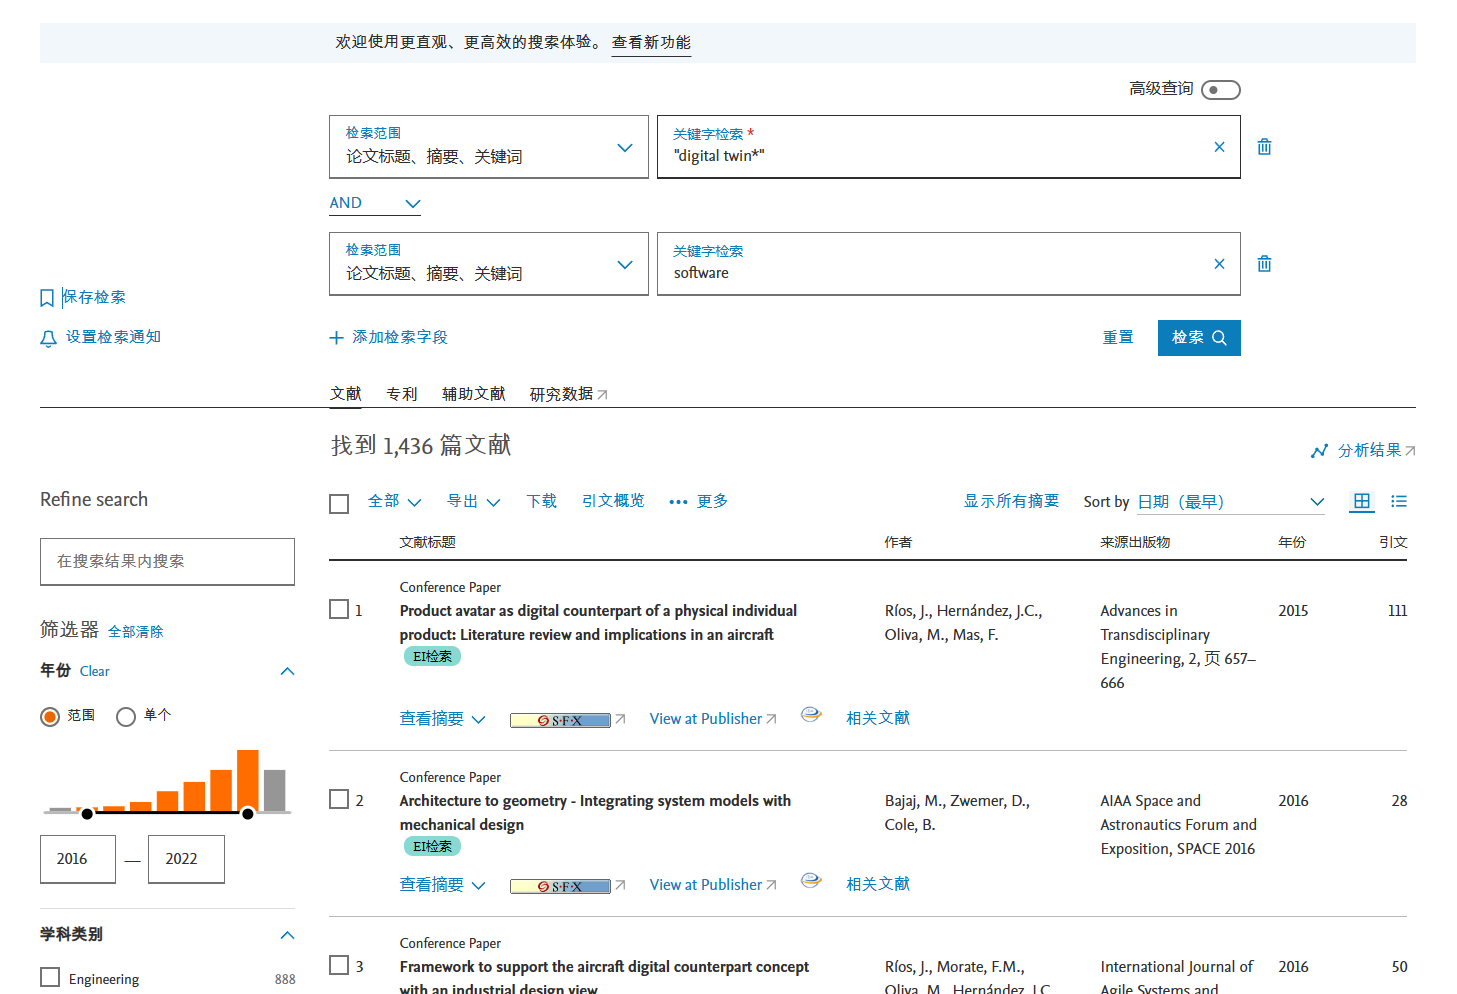 欢迎使用更直观、更高效的搜索体验。 查看新功能
高级查询
检索范围
论文标题、摘要、关键词
关键字检索 *
"digital twin*"
AND
检索范围
论文标题、摘要、关键词
关键字检索
software
保存检索
设置检索通知
添加检索字段
重置
检索
文献 专利 辅助文献 研究数据
找到 1,436 篇文献
分析结果
Refine search
全部 导出 下载 引文概览 ••• 更多 显示所有摘要 Sort by 日期（最早）
在搜索结果内搜索
筛选器 全部清除
年份 Clear
范围 单个
2016 — 2022
学科类别
Engineering 888
文献标题 作者 来源出版物 年份 引文
Conference Paper
1 Product avatar as digital counterpart of a physical individual Ríos, J., Hernández, J.C., Advances in 2015 111
product: Literature review and implications in an aircraft Oliva, M., Mas, F. Transdisciplinary
EI检索 Engineering, 2, 页 657–
666
查看摘要 S·F·X View at Publisher 相关文献
Conference Paper
2 Architecture to geometry - Integrating system models with Bajaj, M., Zwemer, D., AIAA Space and 2016 28
mechanical design Cole, B. Astronautics Forum and
EI检索 Exposition, SPACE 2016
查看摘要 S·F·X View at Publisher 相关文献
Conference Paper
3 Framework to support the aircraft digital counterpart concept Ríos, J., Morate, F.M., International Journal of 2016 50
with an industrial design view Oliva, M., Hernández, J.C. Agile Systems and